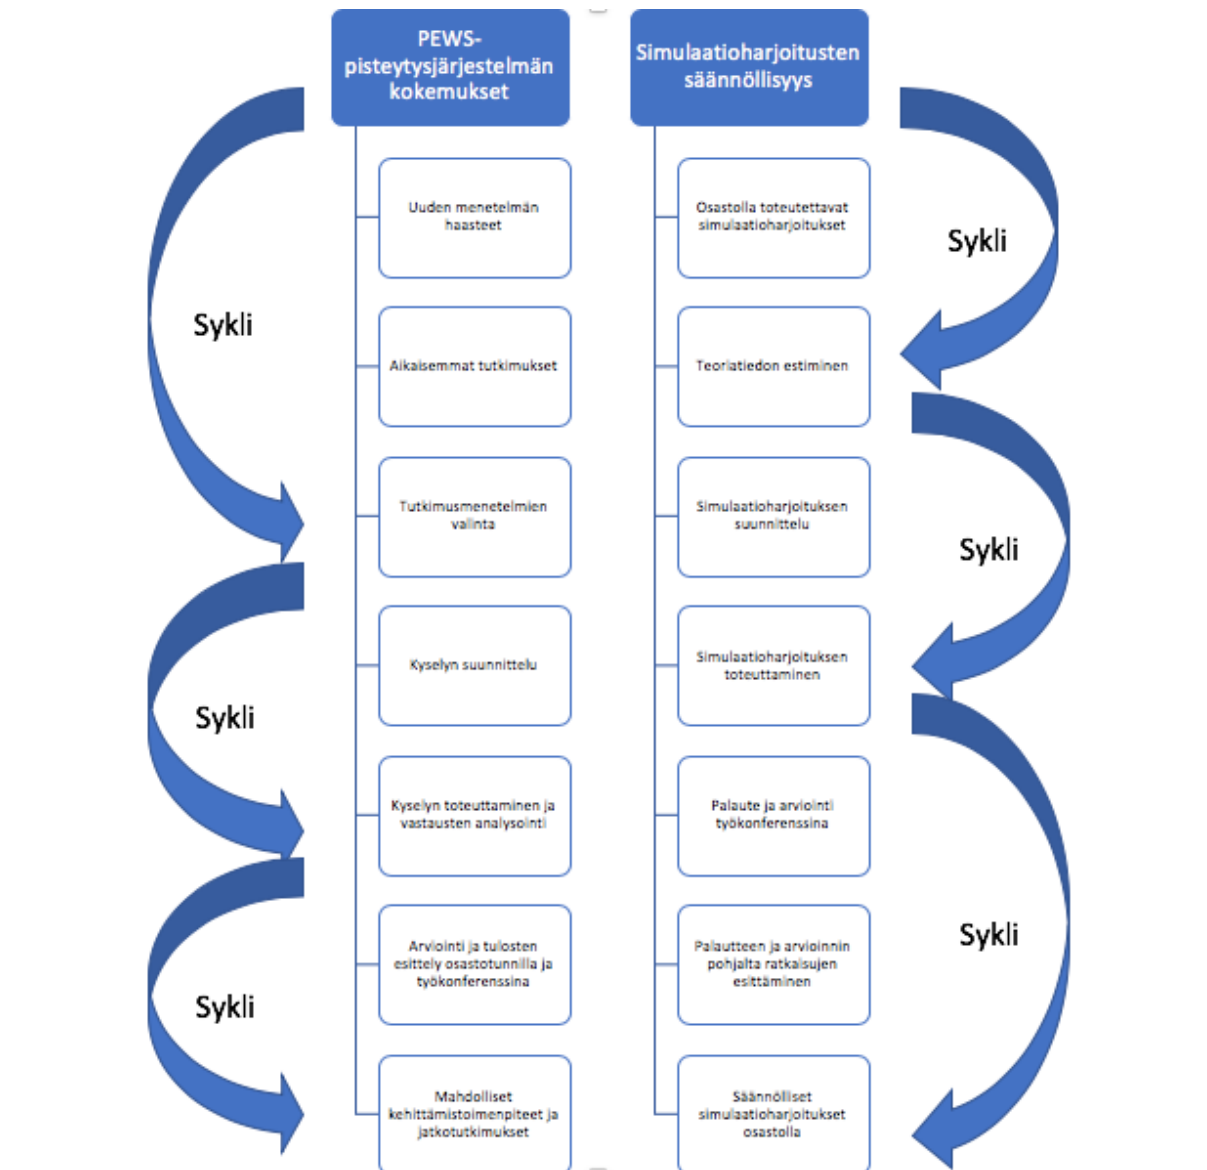 PEWS-
pisteytysjärjestelmän
kokemukset
Uuden menetelmän
haasteet
Aikaisemmat tutkimukset
Tutkimusmenetelmien
valinta
Kyselyn suunnittelu
Kyselyn toteuttaminen ja
vastausten analysointi
Arviointi ja tulosten
esittely osastotunnilla ja
työkonferenssina
Mahdolliset
kehittämistoimenpiteet ja
jatkotutkimukset
Sykli
Sykli
Sykli
Simulaatioharjoitusten
säännöllisyys
Osastolla toteutettavat
simulaatioharjoitukset
Teoriatiedon estiminen
Simulaatioharjoituksen
suunnittelu
Simulaatioharjoituksen
toteuttaminen
Palaute ja arviointi
työkonferenssina
Palautteen ja arvioinnin
pohjalta ratkaisujen
esittäminen
Säännölliset
simulaatioharjoitukset
osastolla
Sykli
Sykli
Sykli